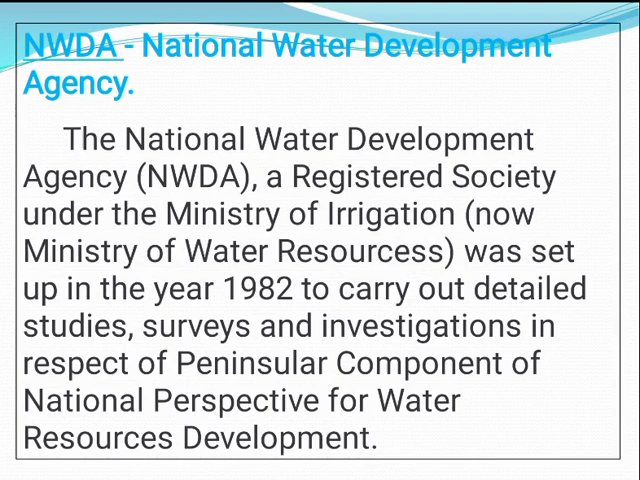 NWDA - National Water Development
Agency.
The National Water Development
Agency (NWDA), a Registered Society
under the Ministry of Irrigation (now
Ministry of Water Resourcess) was set
up in the year 1982 to carry out detailed
studies, surveys and investigations in
respect of Peninsular Component of
National Perspective for Water
Resources Development.